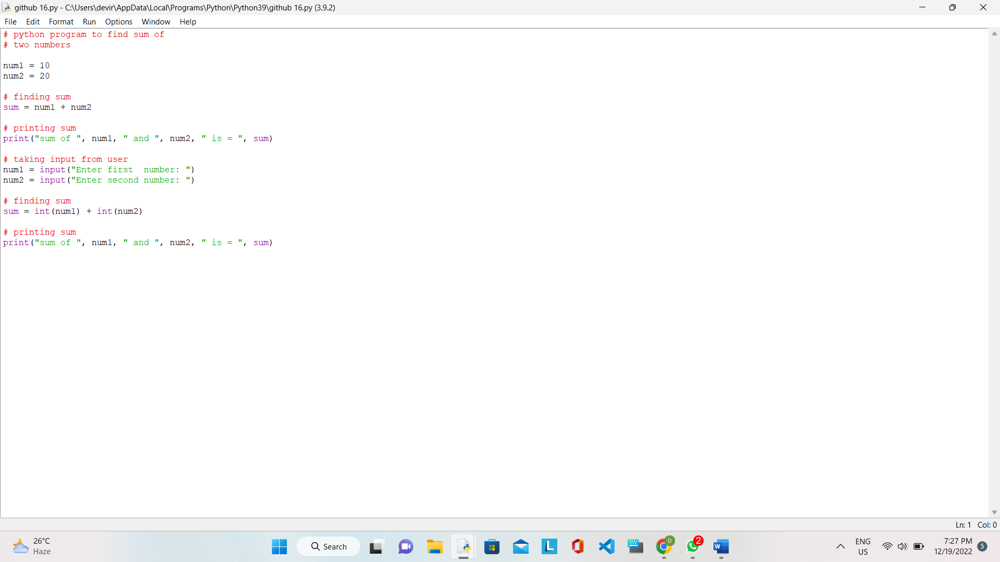 github 16.py - C:\Users\devir\AppData\Local\Programs\Python\Python39\github 16.py (3.9.2)
File Edit Format Run Options Window Help
# python program to find sum of
# two numbers
num1 = 10
num2 = 20
# finding sum
sum = num1 + num2
# printing sum
print("sum of ", num1, " and ", num2, " is = ", sum)
# taking input from user
num1 = input("Enter first  number: ")
num2 = input("Enter second number: ")
# finding sum
sum = int(num1) + int(num2)
# printing sum
print("sum of ", num1, " and ", num2, " is = ", sum)
Ln: 1 Col: 0
26°C
Haze
Search
L
D
2
W
ENG
US
7:27 PM
12/19/2022
5